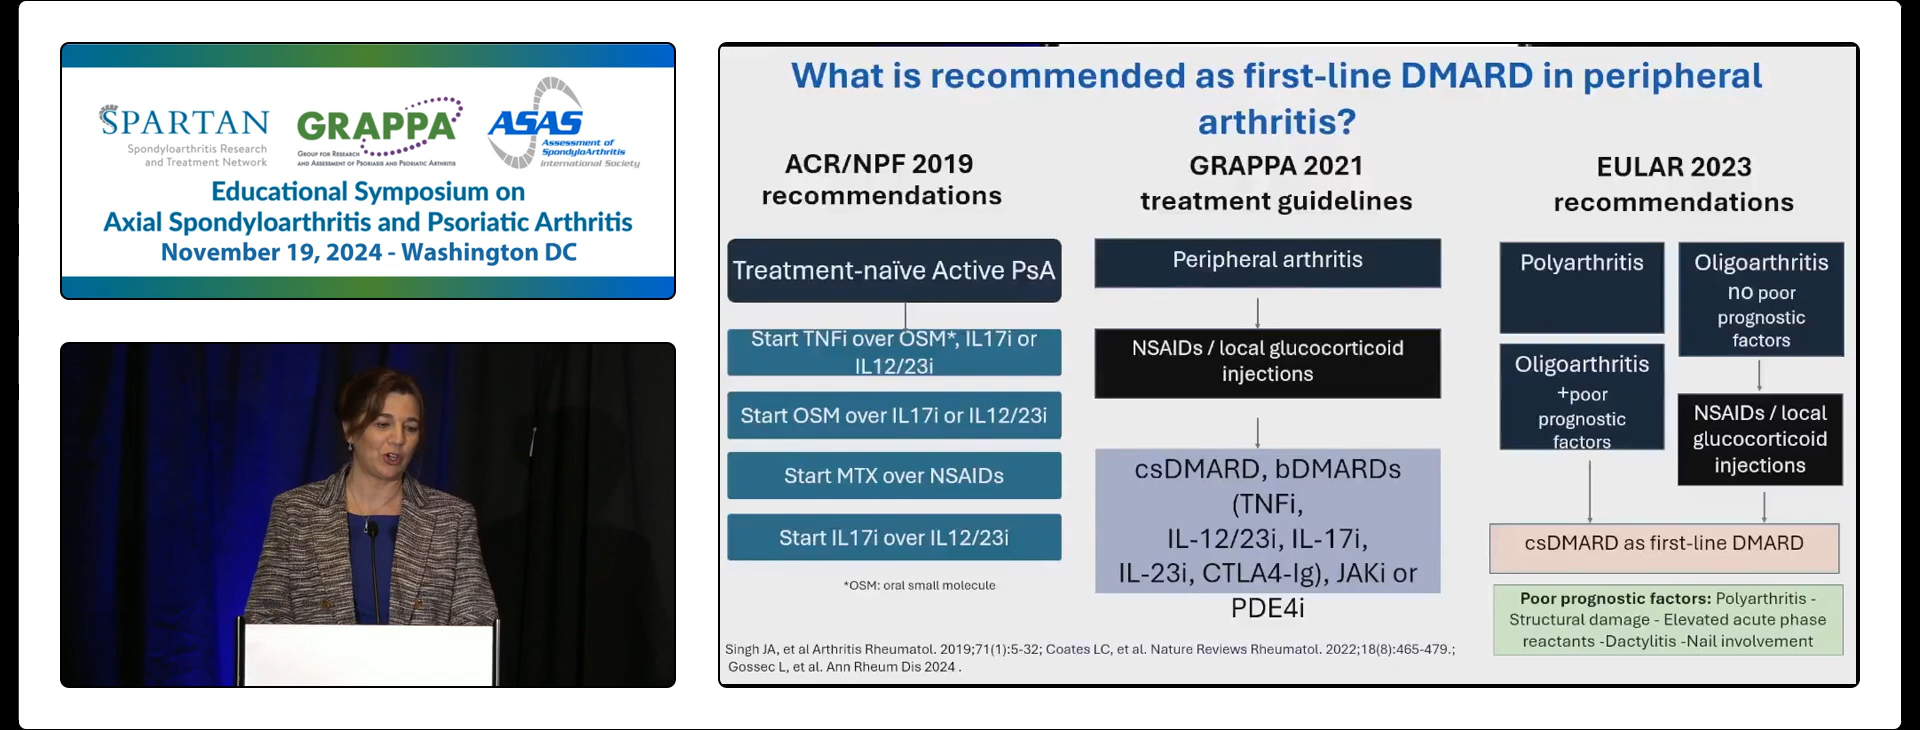 SPARTAN
Spondyloarthritis Research
and Treatment Network
GRAPPA
GROUP FOR RESEARCH
AND ASSESSMENT OF PSORIASIS AND PSORIATIC ARTHRITIS
ASAS
Assessment of
SpondyloArthritis
International Society
Educational Symposium on
Axial Spondyloarthritis and Psoriatic Arthritis
November 19, 2024 - Washington DC
What is recommended as first-line DMARD in peripheral
arthritis?
ACR/NPF 2019
recommendations
Treatment-naïve Active PsA
Start TNFi over OSM*, IL17i or
IL12/23i
Start OSM over IL17i or IL12/23i
Start MTX over NSAIDs
Start IL17i over IL12/23i
*OSM: oral small molecule
GRAPPA 2021
treatment guidelines
Peripheral arthritis
NSAIDs / local glucocorticoid
injections
csDMARD, bDMARDs
(TNFi,
IL-12/23i, IL-17i,
IL-23i, CTLA4-Ig), JAKi or
PDE4i
EULAR 2023
recommendations
Polyarthritis
Oligoarthritis
+poor
prognostic
factors
Oligoarthritis
no poor
prognostic
factors
NSAIDs / local
glucocorticoid
injections
csDMARD as first-line DMARD
Poor prognostic factors: Polyarthritis -
Structural damage - Elevated acute phase
reactants -Dactylitis -Nail involvement
Singh JA, et al Arthritis Rheumatol. 2019;71(1):5-32; Coates LC, et al. Nature Reviews Rheumatol. 2022;18(8):465-479.;
Gossec L, et al. Ann Rheum Dis 2024 .